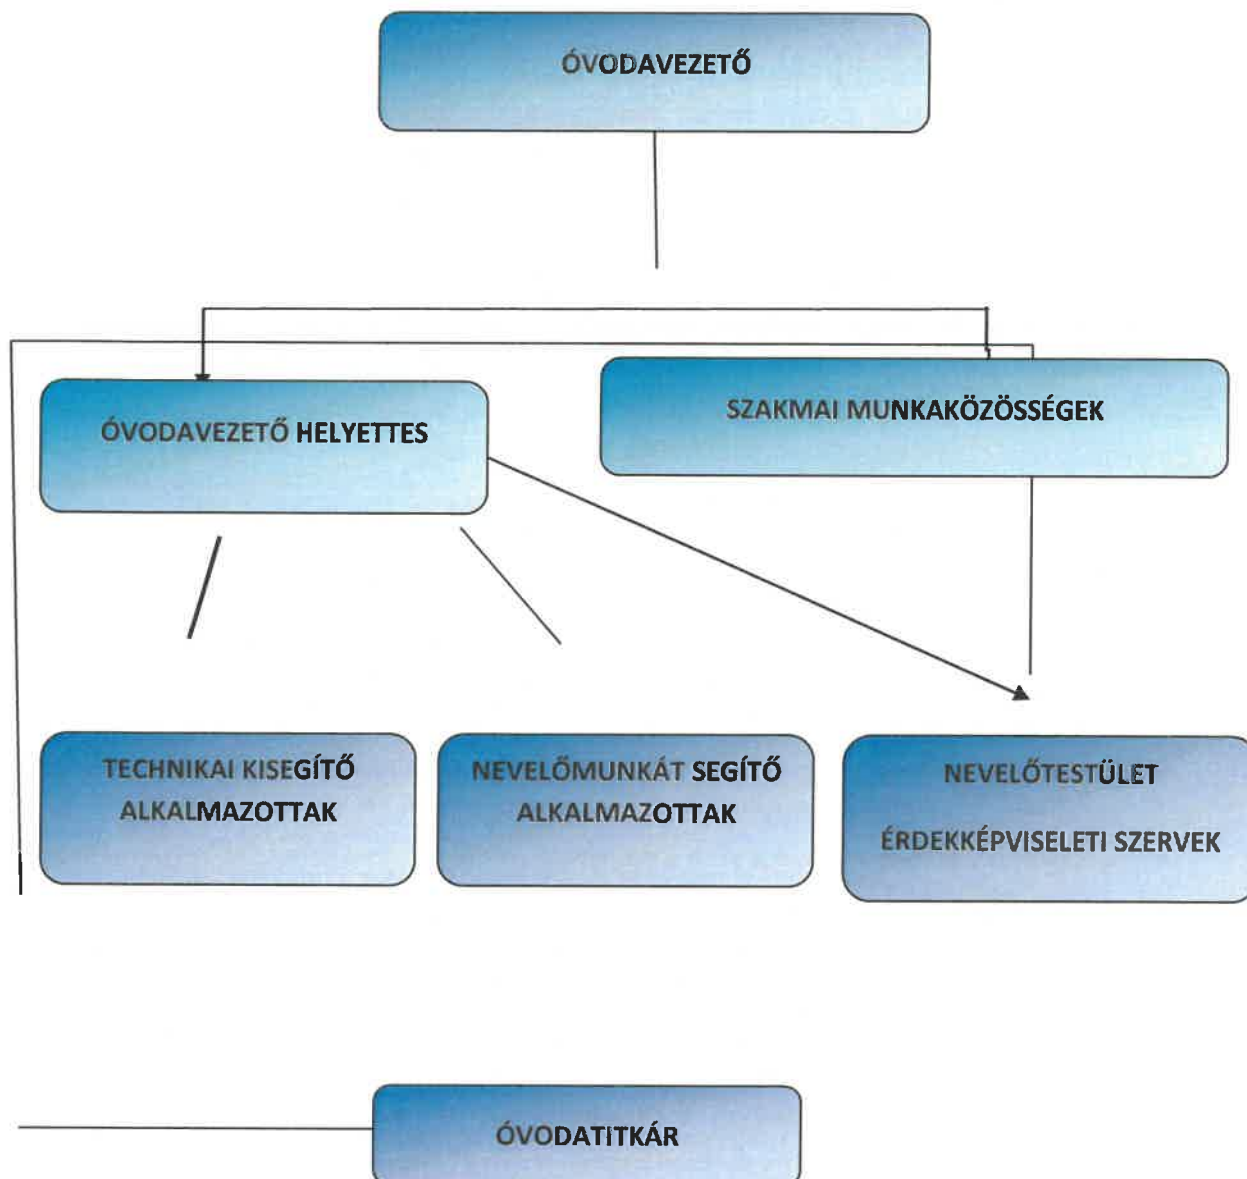 ÓVODAVEZETŐ
ÓVODAVEZETŐ HELYETTES
SZAKMAI MUNKAKÖZÖSSÉGEK
TECHNIKAI KISEGÍTŐ
ALKALMAZOTTAK
NEVELŐMUNKÁT SEGÍTŐ
ALKALMAZOTTAK
NEVELŐTESTÜLET
ÉRDEKKÉPVISELETI SZERVEK
ÓVODATITKÁR